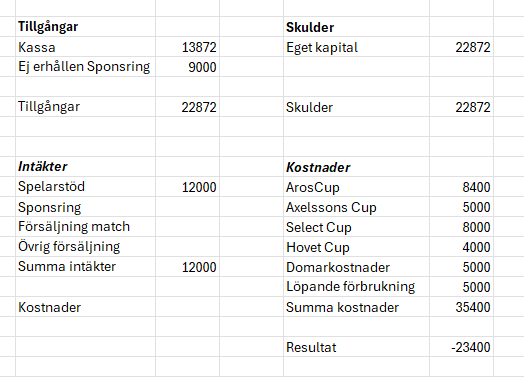 Tillgångar Skulder
Kassa 13872 Eget kapital 22872
Ej erhållen Sponsring 9000
Tillgångar 22872 Skulder 22872
Intäkter Kostnader
Spelarstöd 12000 ArosCup 8400
Sponsring Axelssons Cup 5000
Försäljning match Select Cup 8000
Övrig försäljning Hovet Cup 4000
Summa intäkter 12000 Domarkostnader 5000
Löpande förbrukning 5000
Kostnader Summa kostnader 35400
Resultat -23400